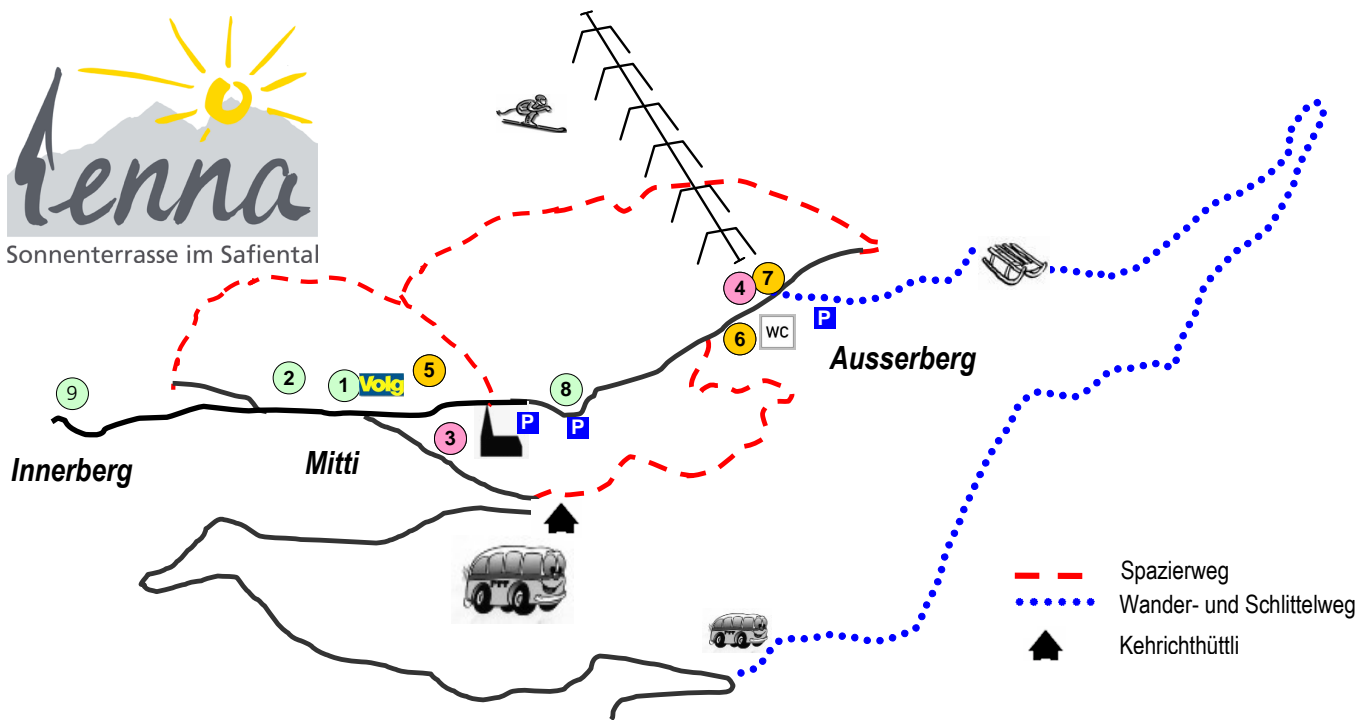 Tenna
Sonnenterrasse im Safiental
4
7
6
WC
P
Ausserberg
9
2
1
Volg
5
8
3
P
P
Innerberg
Mitti
Spazierweg
Wander- und Schlittelweg
Kehrichthüttli